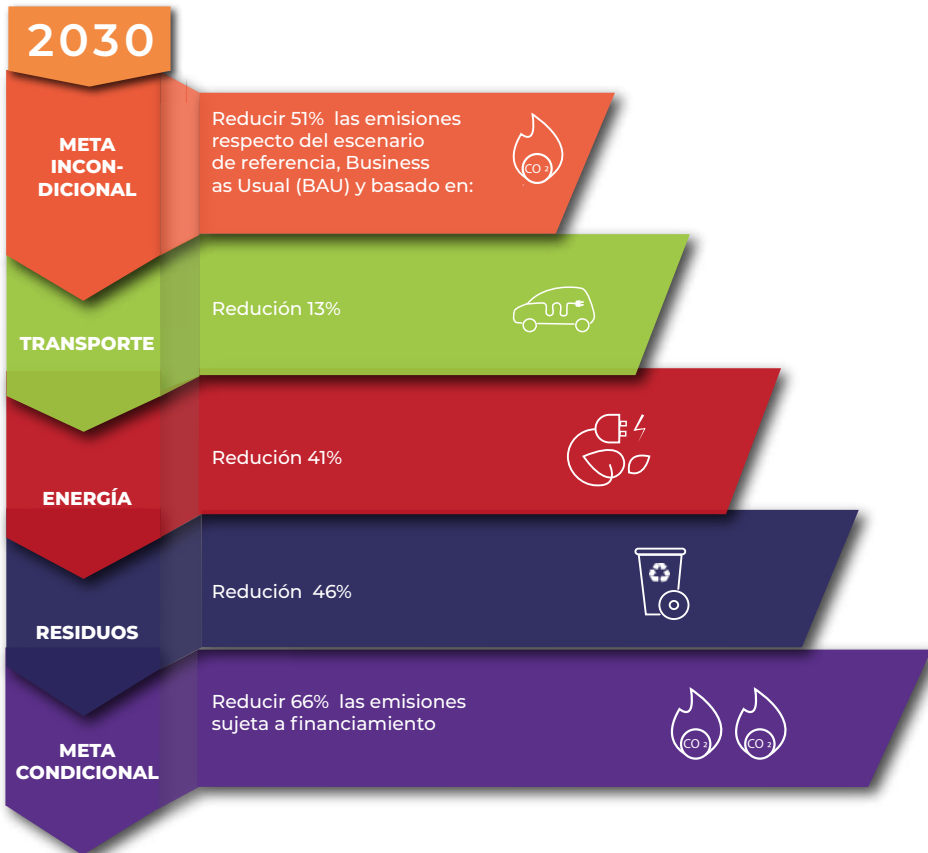 2030
META
INCON-
DICIONAL
Reducir 51% las emisiones
respecto del escenario
de referencia, Business
as Usual (BAU) y basado en:
CO 2
TRANSPORTE
Redución 13%
ENERGÍA
Redución 41%
RESIDUOS
Redución 46%
META
CONDICIONAL
Reducir 66% las emisiones
sujeta a financiamiento
CO 2
CO 2